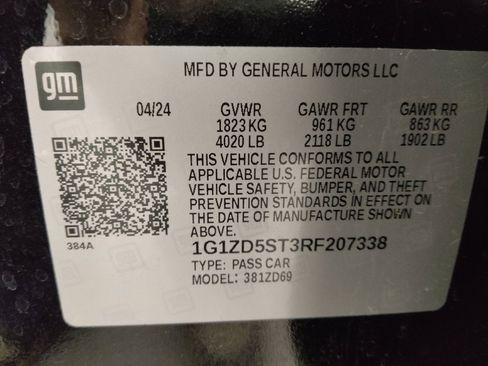 gm
MFD BY GENERAL MOTORS LLC
04/24 GVWR GAWR FRT GAWR RR
1823 KG 961 KG 863 KG
4020 LB 2118 LB 1902 LB
THIS VEHICLE CONFORMS TO ALL
APPLICABLE U.S. FEDERAL MOTOR
VEHICLE SAFETY, BUMPER, AND THEFT
PREVENTION STANDARDS IN EFFECT ON
THE DATE OF MANUFACTURE SHOWN
ABOVE.
384A
1G1ZD5ST3RF207338
TYPE: PASS CAR
MODEL: 381ZD69